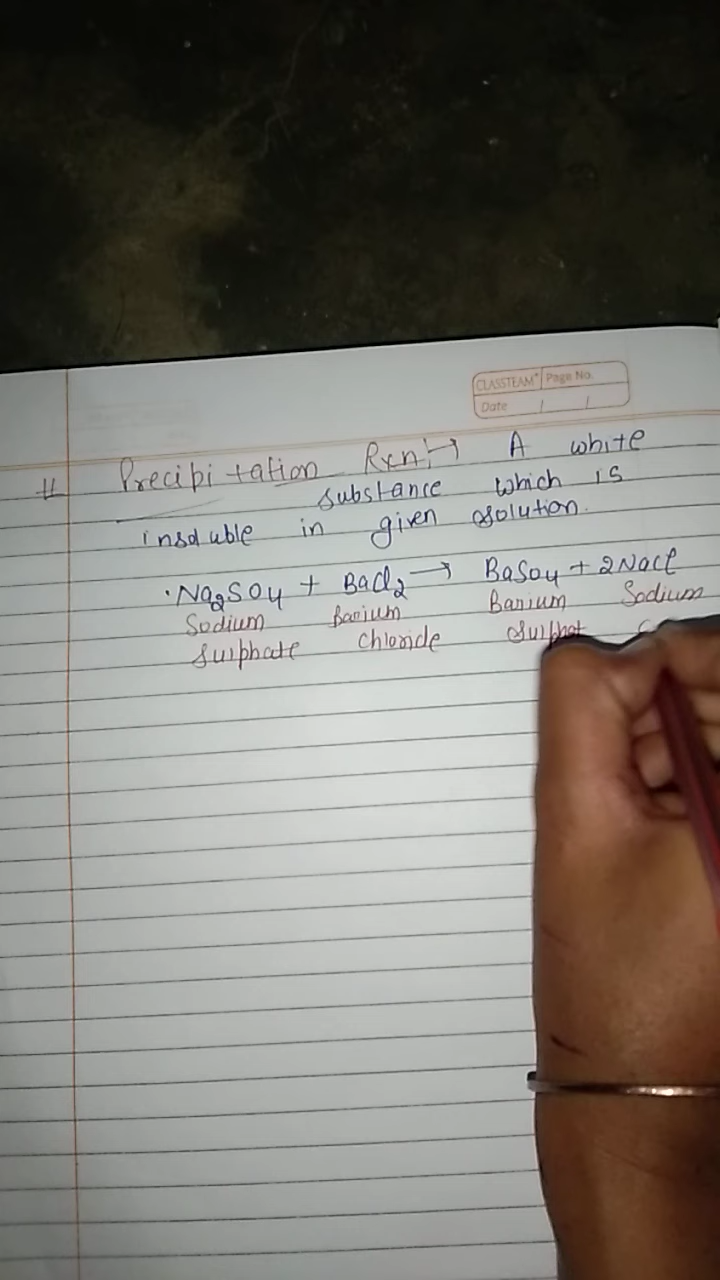 CLASSTEAM Page No.
Date / /
Precipitation Rxn:→ A white
substance which is
insoluble in given solution.
Na2SO4 + BaCl2 → BaSO4 + 2NaCl
Sodium Barium Barium Sodium
Sulphate Chloride Sulphat